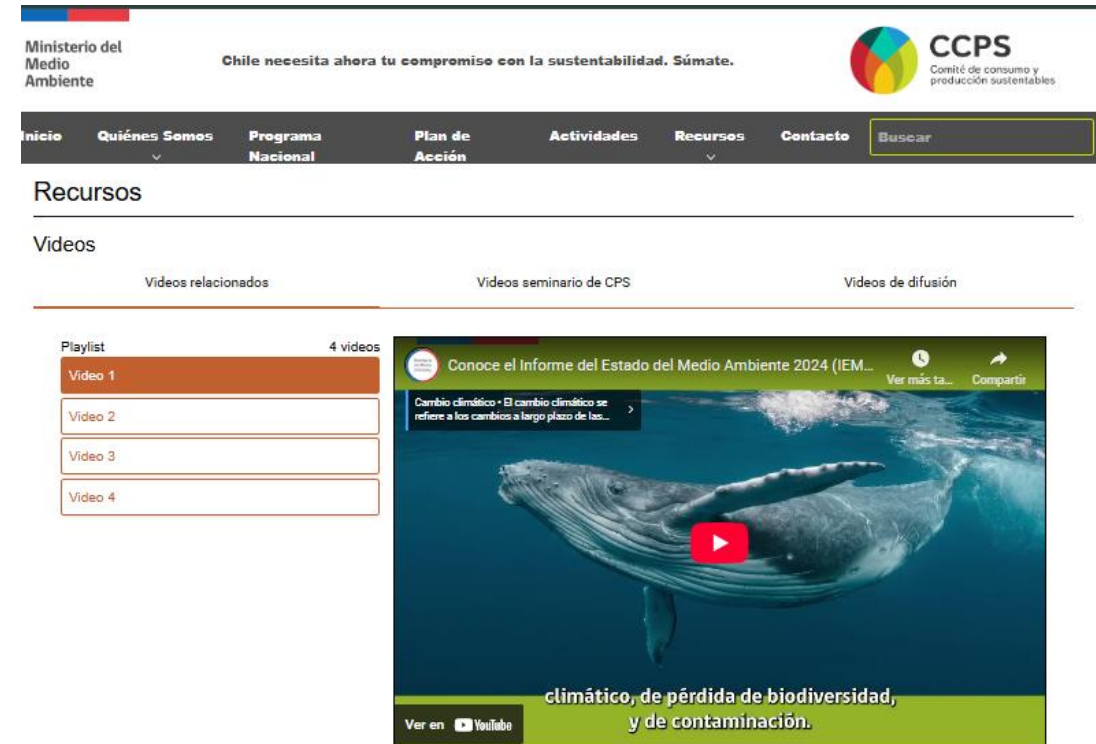 Ministerio del
Medio
Ambiente
Chile necesita ahora tu compromiso con la sustentabilidad. Súmate.
CCPS
Comité de consumo y
producción sustentables
Inicio Quiénes Somos Programa Nacional Plan de Acción Actividades Recursos Contacto Buscar
Recursos
Videos
Videos relacionados Videos seminario de CPS Videos de difusión
Playlist 4 videos
Video 1
Video 2
Video 3
Video 4
Conoce el Informe del Estado del Medio Ambiente 2024 (IEM...
Ver más ta... Compartir
Cambio climático • El cambio climático se
refiere a los cambios a largo plazo de las...
climático, de pérdida de biodiversidad,
y de contaminación.
Ver en YouTube